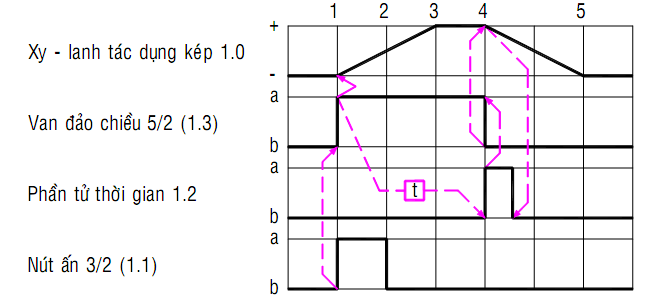 1 2 3 4 5
+
Xy - lanh tác dụng kép 1.0
-
a
Van đảo chiều 5/2 (1.3)
b
a
Phần tử thời gian 1.2
t
b
a
Nút ấn 3/2 (1.1)
b